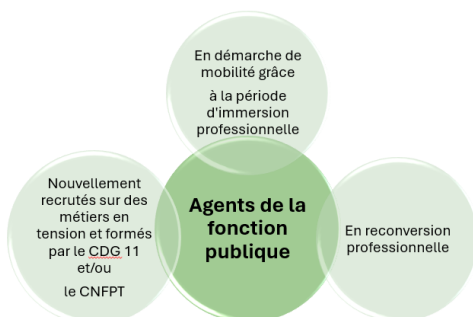 En démarche de
mobilité grâce
à la période
d'immersion
professionnelle
Nouvellement
recrutés sur des
métiers en
tension et formés
par le CDG 11
et/ou
le CNFPT
Agents de la
fonction
publique
En reconversion
professionnelle